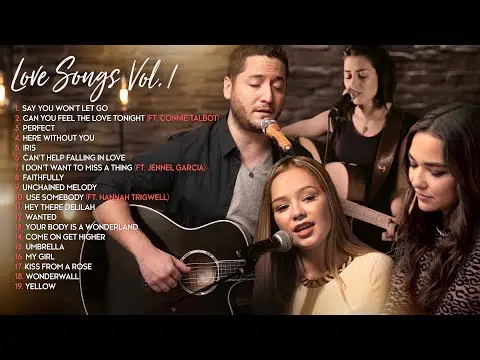 Love Songs Vol. 1
1. SAY YOU WON'T LET GO
2. CAN YOU FEEL THE LOVE TONIGHT (FT. CONNIE TALBOT)
3. PERFECT
4. HERE WITHOUT YOU
5. IRIS
6. CAN'T HELP FALLING IN LOVE
7. I DON'T WANT TO MISS A THING (FT. JENNEL GARCIA)
8. FAITHFULLY
9. UNCHAINED MELODY
10. USE SOMEBODY (FT. HANNAH TRIGWELL)
11. HEY THERE DELILAH
12. WANTED
13. YOUR BODY IS A WONDERLAND
14. COME ON GET HIGHER
15. UMBRELLA
16. MY GIRL
17. KISS FROM A ROSE
18. WONDERWALL
19. YELLOW